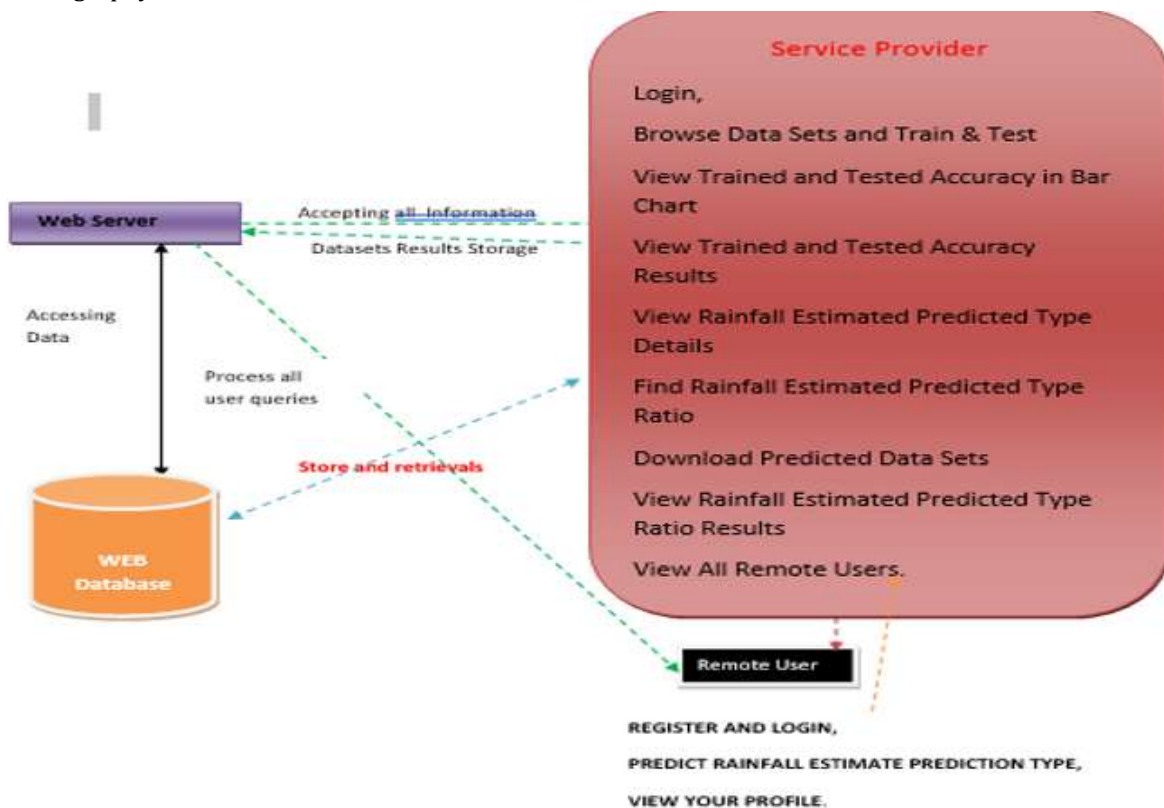 Service Provider
Login,
Browse Data Sets and Train & Test
View Trained and Tested Accuracy in Bar
Chart
View Trained and Tested Accuracy
Results
View Rainfall Estimated Predicted Type
Details
Find Rainfall Estimated Predicted Type
Ratio
Download Predicted Data Sets
View Rainfall Estimated Predicted Type
Ratio Results
View All Remote Users.
Web Server
Accepting all Information
Datasets Results Storage
Accessing
Data
Process all
user queries
Store and retrievals
WEB
Database
Remote User
REGISTER AND LOGIN,
PREDICT RAINFALL ESTIMATE PREDICTION TYPE,
VIEW YOUR PROFILE.